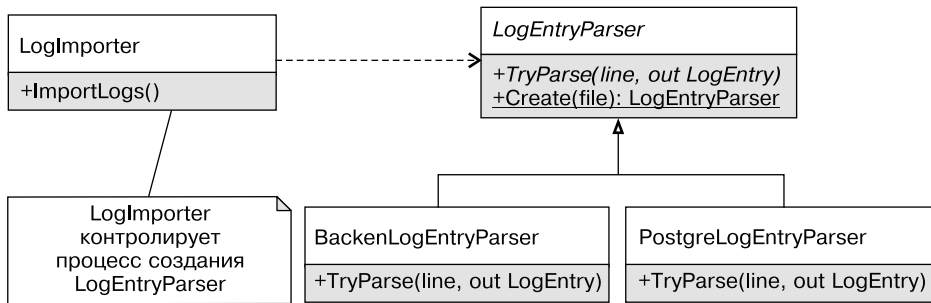 LogImporter
+ImportLogs()
LogEntryParser
+TryParse(line, out LogEntry)
+Create(file): LogEntryParser
LogImporter
контролирует
процесс создания
LogEntryParser
BackenLogEntryParser
+TryParse(line, out LogEntry)
PostgreLogEntryParser
+TryParse(line, out LogEntry)